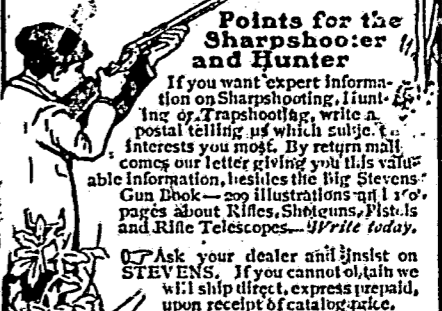 Points for the
Sharpshooter
and Hunter
If you want expert informa-
tion on Sharpshooting, Hunt-
ing or Trapshooting, write a
postal telling us which
interests you most. By return mail
comes our letter giving you this valu-
able information, besides the Big Stevens
Gun Book—209 illustrations and
pages about Rifles, Shotguns, Pistols
and Rifle Telescopes. Write today.
☞ Ask your dealer and insist on
STEVENS. If you cannot obtain we
will ship direct, express prepaid,
upon receipt of catalog price.